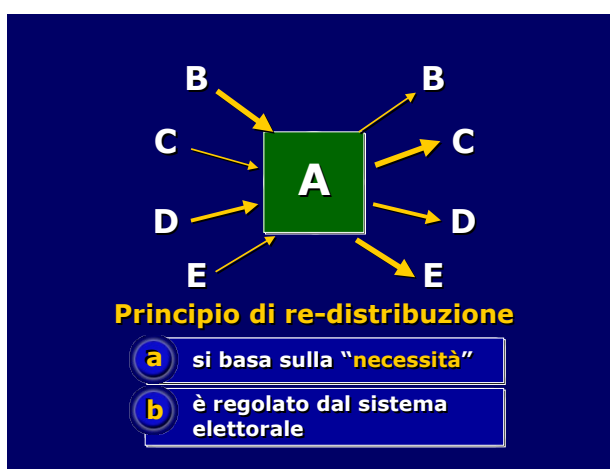 B B
C C
A
D D
E E
Principio di re-distribuzione
a si basa sulla “necessità”
b è regolato dal sistema
elettorale